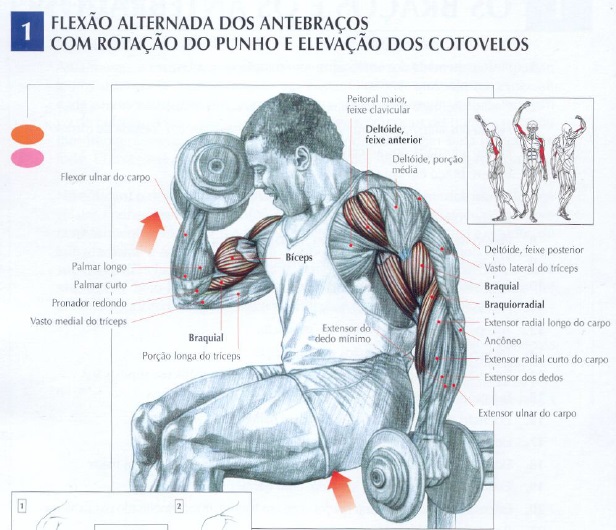 1
FLEXÃO ALTERNADA DOS ANTEBRAÇOS
COM ROTAÇÃO DO PUNHO E ELEVAÇÃO DOS COTOVELOS
Peitoral maior,
feixe clavicular
Deltóide,
feixe anterior
Deltóide, porção
média
Flexor ulnar do carpo
Bíceps
Deltóide, feixe posterior
Vasto lateral do tríceps
Palmar longo
Palmar curto
Pronador redondo
Vasto medial do tríceps
Braquial
Porção longa do tríceps
Braquial
Braquiorradial
Extensor do
dedo mínimo
Extensor radial longo do carpo
Ancôneo
Extensor radial curto do carpo
Extensor dos dedos
Extensor ulnar do carpo
1
2